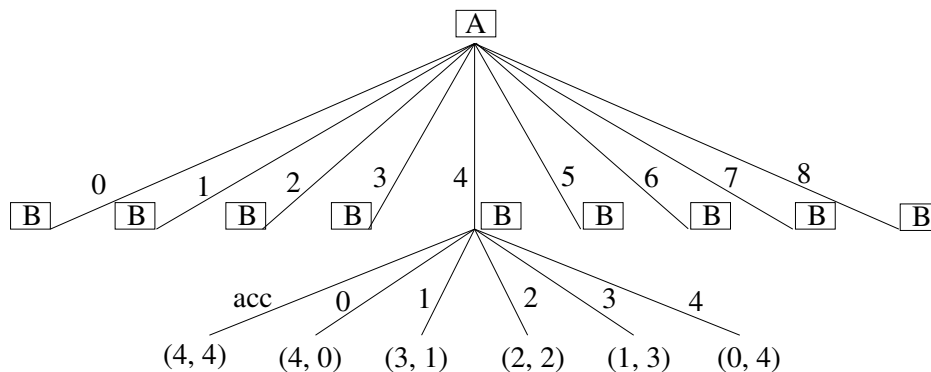 A
0 1 2 3 4 5 6 7 8
B B B B B B B B B
acc 0 1 2 3 4
(4, 4) (4, 0) (3, 1) (2, 2) (1, 3) (0, 4)